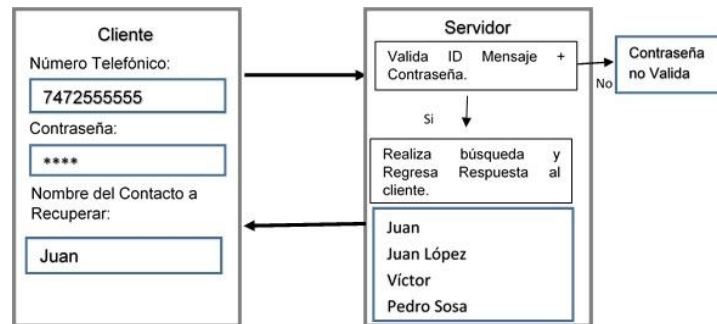 Cliente
Número Telefónico:
7472555555
Contraseña:
****
Nombre del Contacto a
Recuperar:
Juan
Servidor
Valida ID Mensaje +
Contraseña.
No
Contraseña
no Valida
Si
Realiza búsqueda y
Regresa Respuesta al
cliente.
Juan
Juan López
Víctor
Pedro Sosa